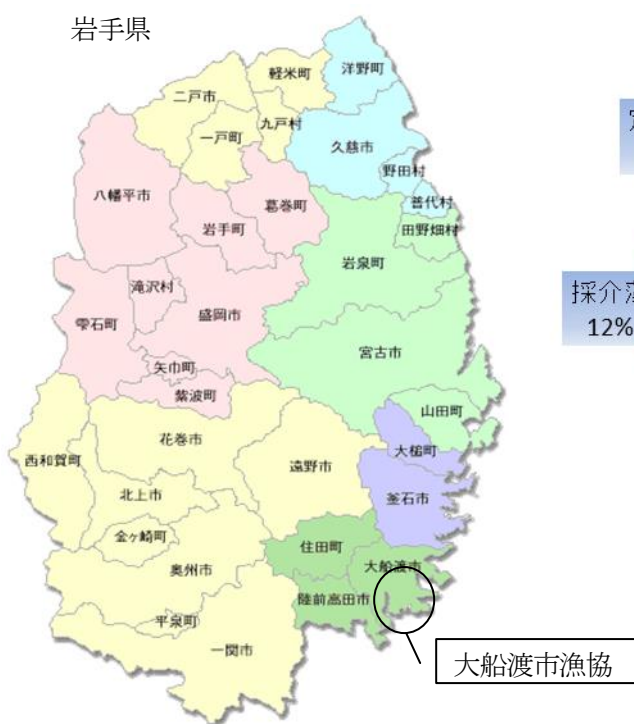 岩手県
洋野町
軽米町
二戸市
九戸村
一戸町
久慈市
野田村
普代村
八幡平市
葛巻町
岩手町
田野畑村
岩泉町
滝沢村
雫石町
盛岡市
宮古市
矢巾町
紫波町
山田町
花巻市
大槌町
西和賀町
遠野市
釜石市
北上市
金ヶ崎町
住田町
奥州市
大船渡市
陸前高田市
平泉町
一関市
大船渡市漁協
採介
12%